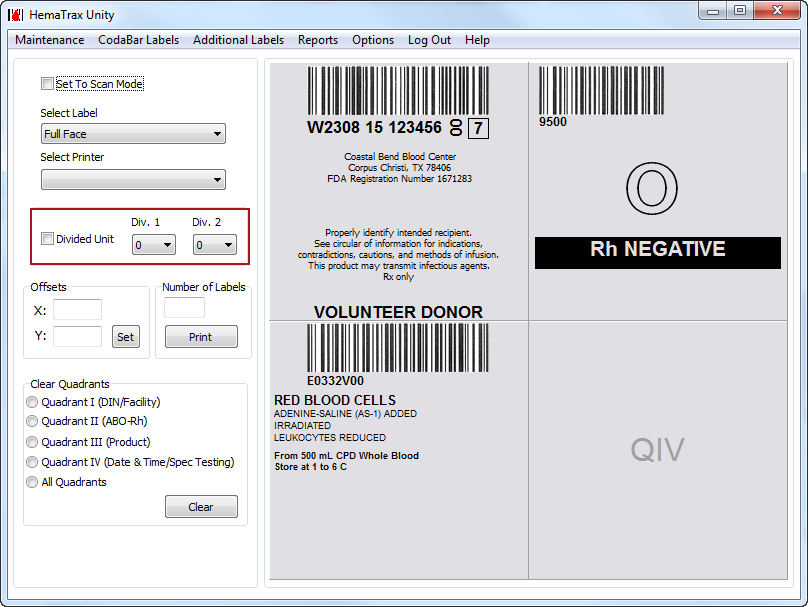 HemaTrax Unity
Maintenance CodaBar Labels Additional Labels Reports Options Log Out Help
Set To Scan Mode
Select Label
Full Face
Select Printer
Div. 1 Div. 2
Divided Unit 0 0
Offsets
X:
Y: Set
Number of Labels
Print
Clear Quadrants
Quadrant I (DIN/Facility)
Quadrant II (ABO-Rh)
Quadrant III (Product)
Quadrant IV (Date & Time/Spec Testing)
All Quadrants
Clear
W2308 15 123456 00 7
Coastal Bend Blood Center
Corpus Christi, TX 78406
FDA Registration Number 1671283
Properly identify intended recipient.
See circular of information for indications,
contradictions, cautions, and methods of infusion.
This product may transmit infectious agents.
Rx only
VOLUNTEER DONOR
9500
O
Rh NEGATIVE
E0332V00
RED BLOOD CELLS
ADENINE-SALINE (AS-1) ADDED
IRRADIATED
LEUKOCYTES REDUCED
From 500 mL CPD Whole Blood
Store at 1 to 6 C
QIV